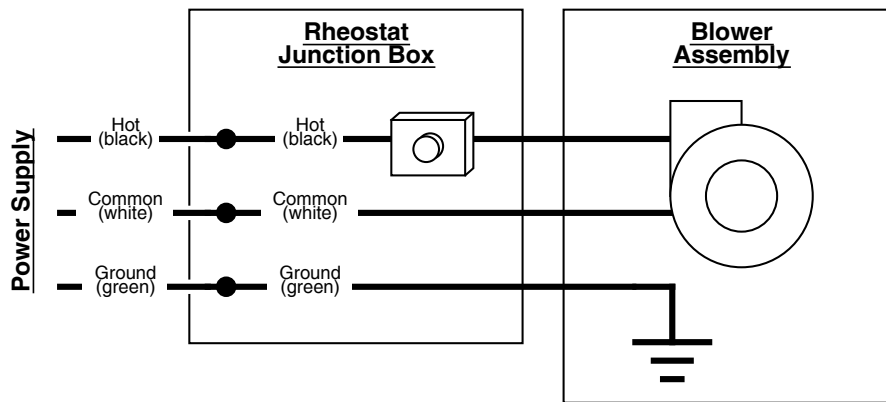 Rheostat
Junction Box
Blower
Assembly
Power Supply
Hot
(black)
Hot
(black)
Common
(white)
Common
(white)
Ground
(green)
Ground
(green)